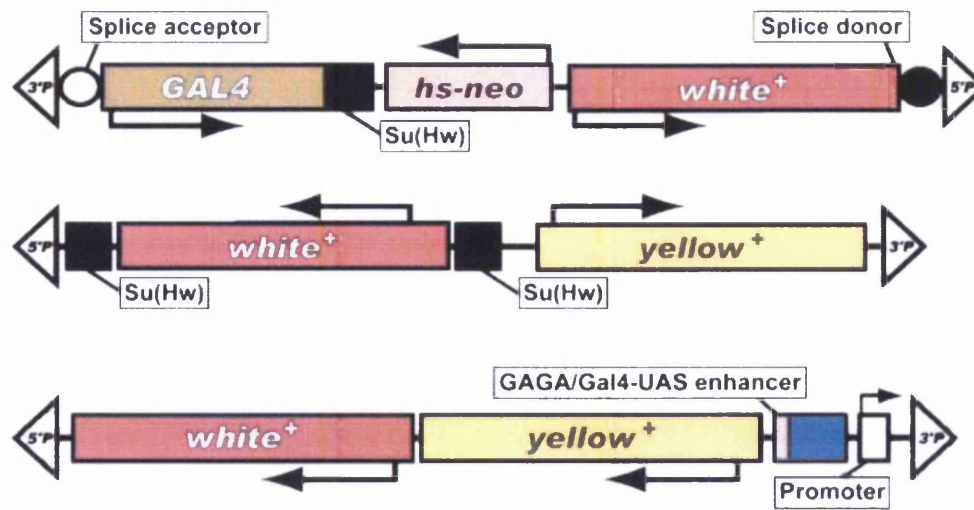 Splice acceptor
Splice donor
3'P
GAL4
hs-neo
white+
5'P
Su(Hw)
5'P
white+
yellow+
3'P
Su(Hw)
Su(Hw)
GAGA/Gal4-UAS enhancer
5'P
white+
yellow+
3'P
Promoter